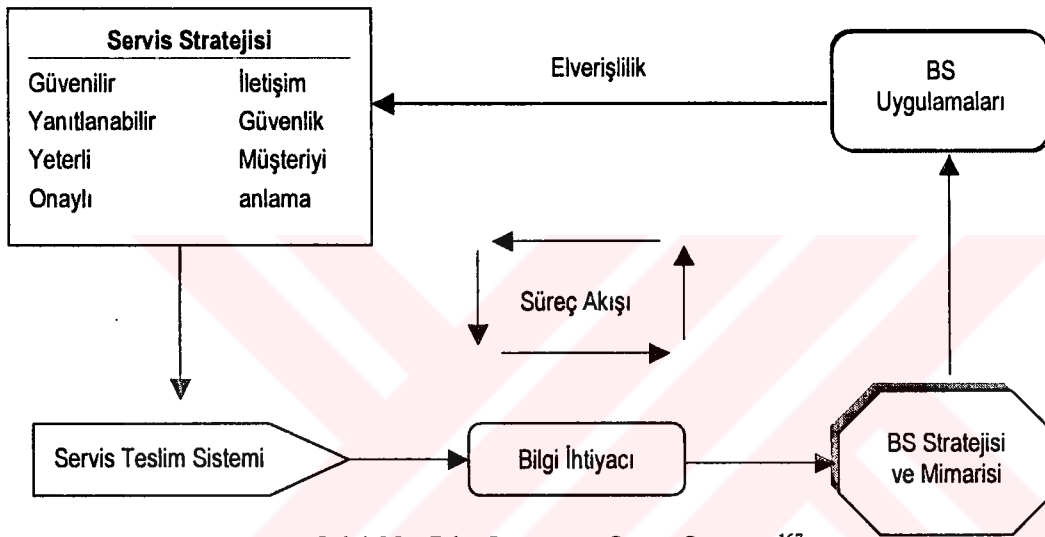 Servis Stratejisi
Güvenilir İletişim
Yanıtlanabilir Güvenlik
Yeterli Müşteriyi
Onaylı anlama
Elverişlilik
BS
Uygulamaları
Süreç Akışı
Servis Teslim Sistemi
Bilgi İhtiyacı
BS Stratejisi
ve Mimarisi
167